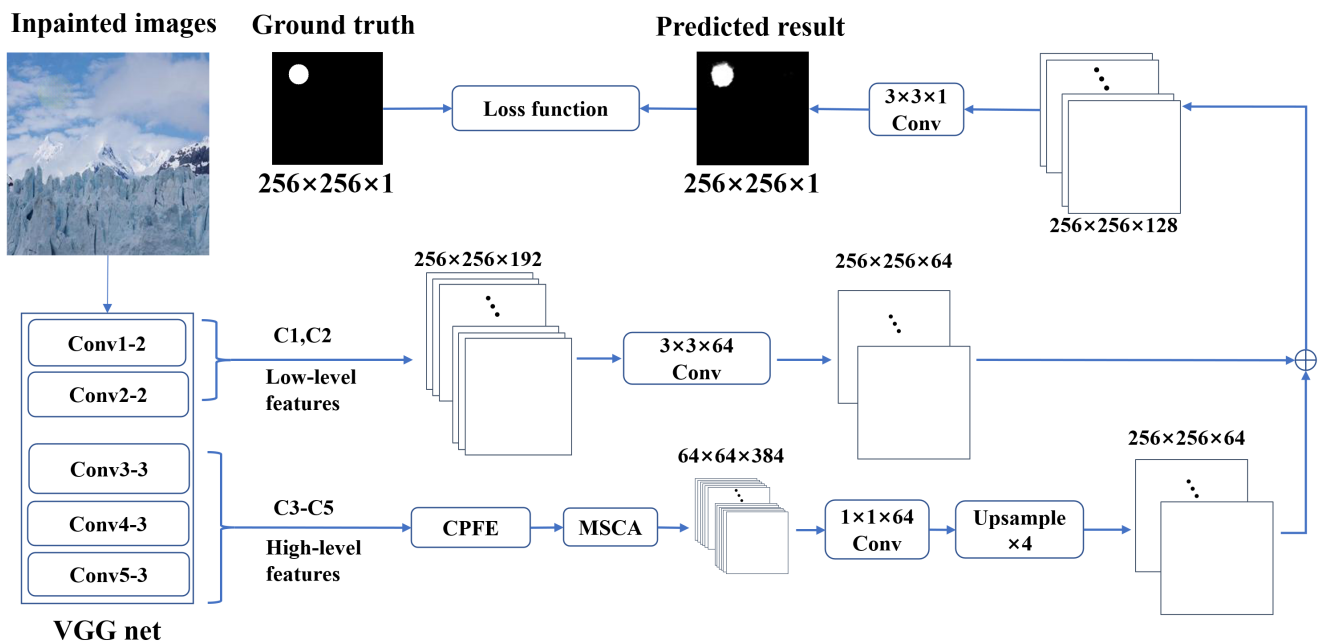 Inpainted images
Ground truth
Predicted result
Loss function
3×3×1
Conv
256×256×1
256×256×1
256×256×128
256×256×192
256×256×64
Conv1-2
Conv2-2
C1,C2
Low-level
features
3×3×64
Conv
Conv3-3
Conv4-3
Conv5-3
C3-C5
High-level
features
CPFE
MSCA
64×64×384
1×1×64
Conv
Upsample
×4
256×256×64
VGG net